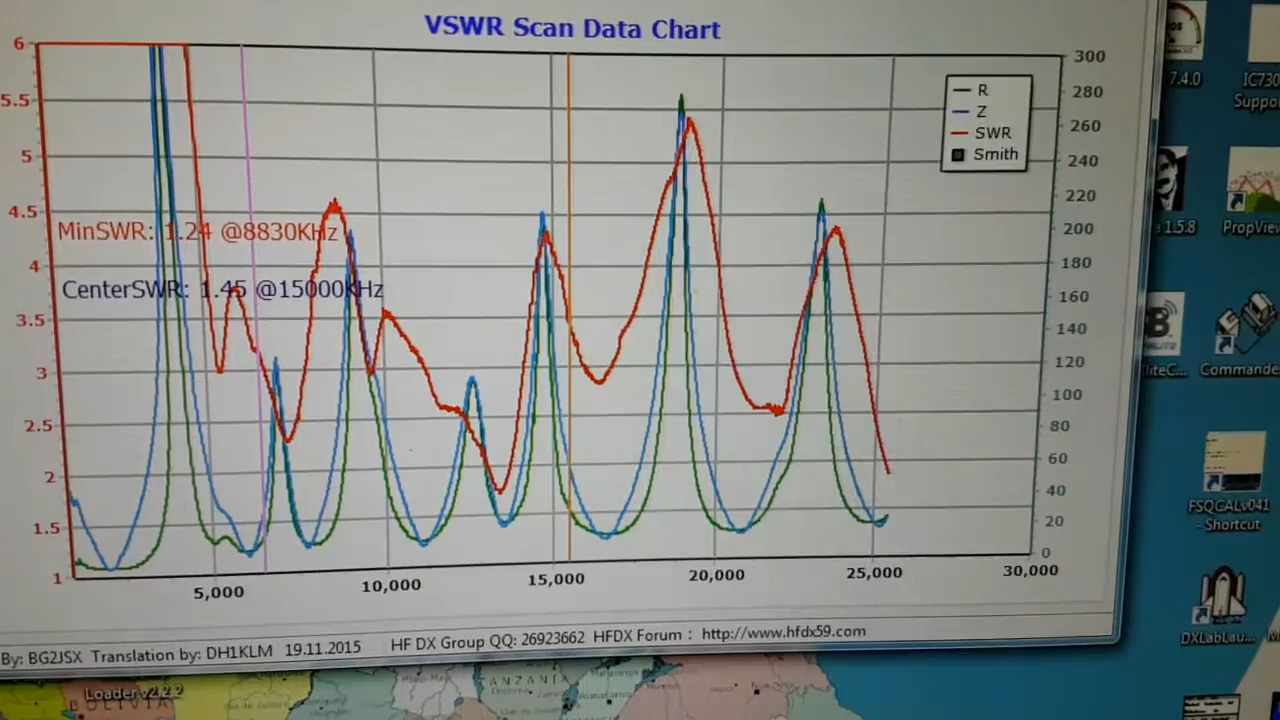 VSWR Scan Data Chart
6
5.5
5
4.5
4
3.5
3
2.5
2
1.5
1
MinSWR: 1.24 @8830KHz
CenterSWR: 1.45 @15000KHz
R
Z
SWR
Smith
300
280
260
240
220
200
180
160
140
120
100
80
60
40
20
0
5,000 10,000 15,000 20,000 25,000 30,000
By: BG2JSX Translation by: DH1KLM 19.11.2015 HF DX Group QQ: 26923662 HFDX Forum : http://www.hfdx59.com
7.4.0
IC730
Suppo
1.5.8
PropView
Commande
FSQCALv041
- Shortcut
DXLabLau...
Loader v2.2.2
BOLIVIA
TANZANIA